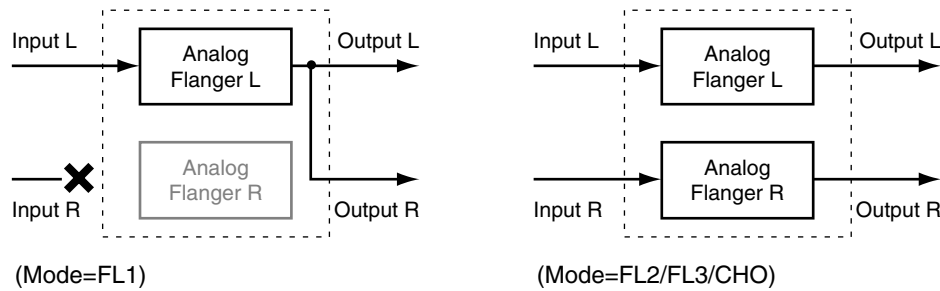 Input L
Analog
Flanger L
Output L
Analog
Flanger R
Input R
Output R
(Mode=FL1)
Input L
Analog
Flanger L
Output L
Analog
Flanger R
Input R
Output R
(Mode=FL2/FL3/CHO)